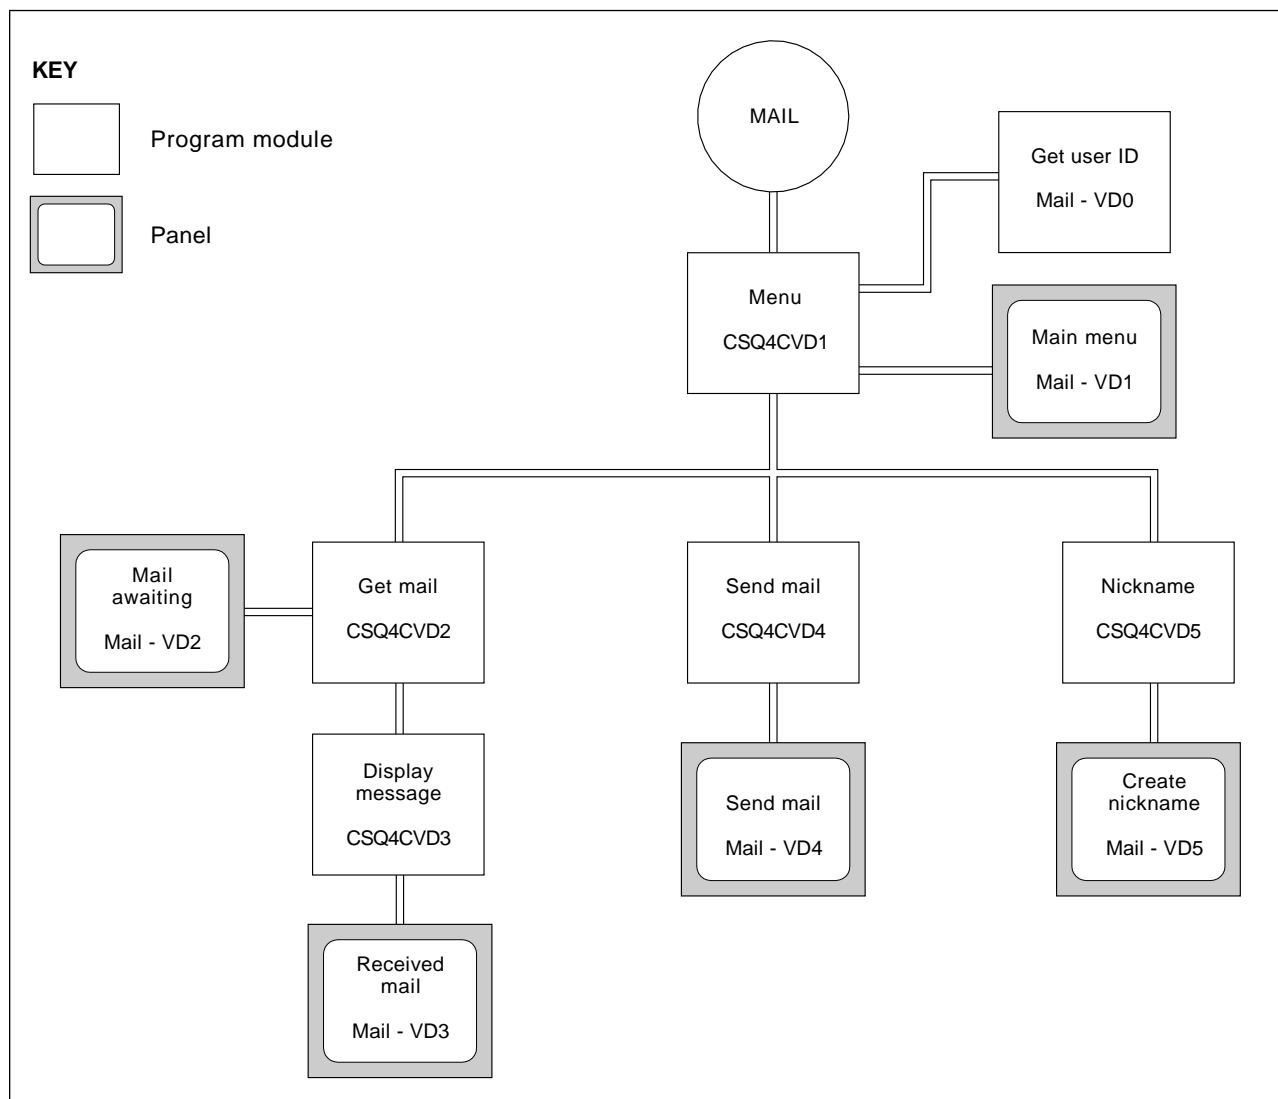 KEY
Program module
Panel
MAIL
Get user ID
Mail - VD0
Menu
CSQ4CVD1
Main menu
Mail - VD1
Mail
awaiting
Mail - VD2
Get mail
CSQ4CVD2
Send mail
CSQ4CVD4
Nickname
CSQ4CVD5
Display
message
CSQ4CVD3
Send mail
Mail - VD4
Create
nickname
Mail - VD5
Received
mail
Mail - VD3